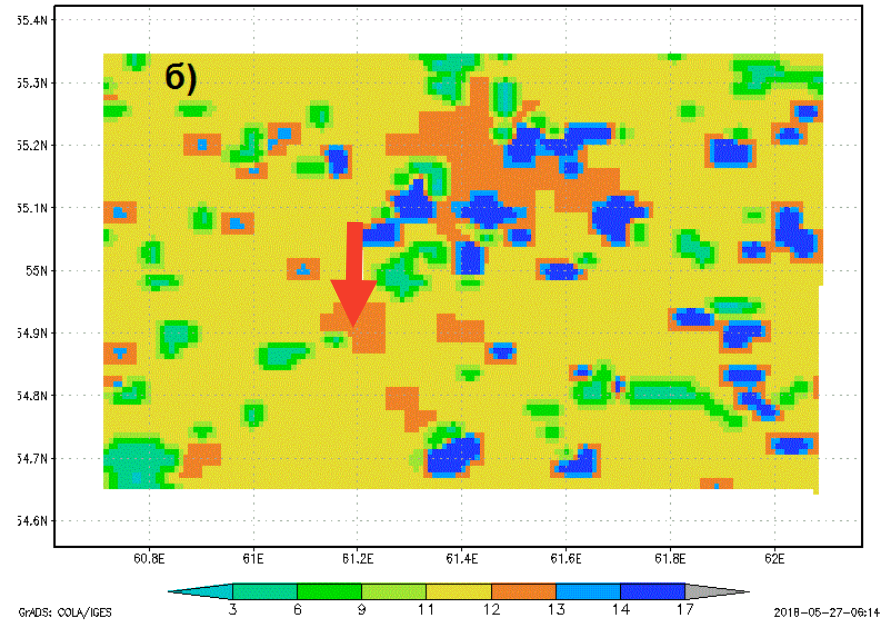 б)
55.4N
55.3N
55.2N
55.1N
55N
54.9N
54.8N
54.7N
54.6N
60.8E 61E 61.2E 61.4E 61.6E 61.8E 62E
3 6 9 11 12 13 14 17
GrADS: COLA/IGES 2018-05-27-06:14